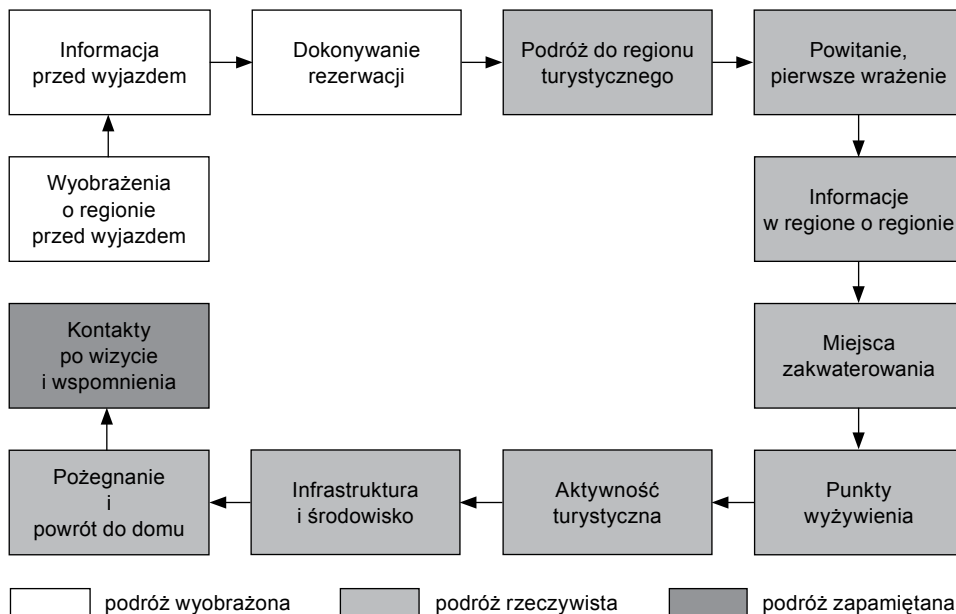 Informacja
przed wyjazdem
Dokonywanie
rezerwacji
Podróż do regionu
turystycznego
Powitanie,
pierwsze wrażenie
Wyobrażenia
o regionie
przed wyjazdem
Informacje
w regione o regionie
Kontakty
po wizycie
i wspomnienia
Miejsca
zakwaterowania
Pożegnanie
i
powrót do domu
Infrastruktura
i środowisko
Aktywność
turystyczna
Punkty
wyżywienia
podróż wyobrażona
podróż rzeczywista
podróż zapamiętana